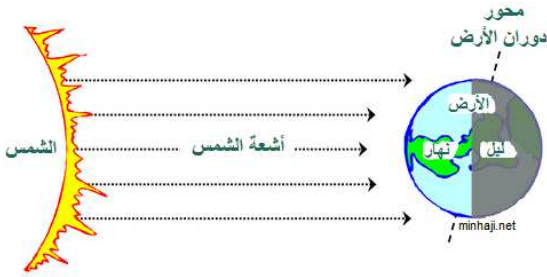 محور
دوران الأرض
الأرض
الشمس
أشعة الشمس
نهار
ليل
minhaji.net